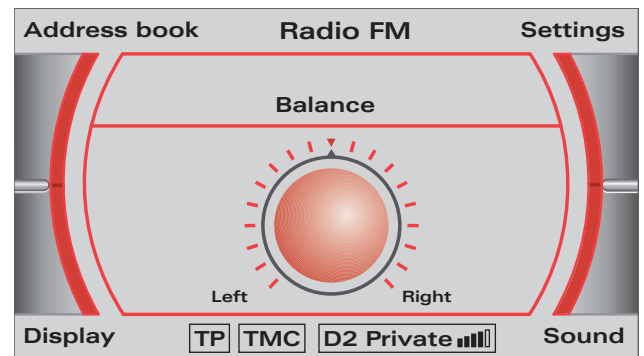 Address book Radio FM Settings
Balance
Left Right
Display TP TMC D2 Private Sound